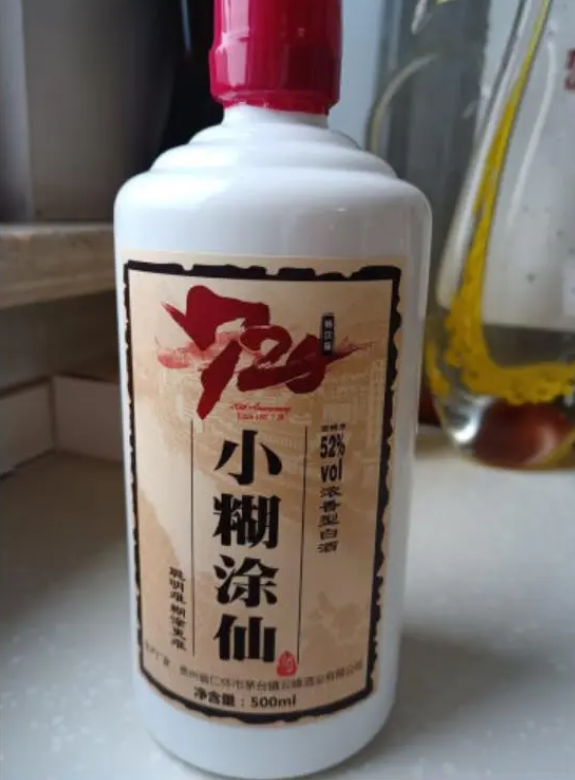 小糊涂仙
52%
vol
浓香型白酒
聪明难糊涂更难
贵州省仁怀市茅台镇云峰酒业有限公司
净含量：500ml